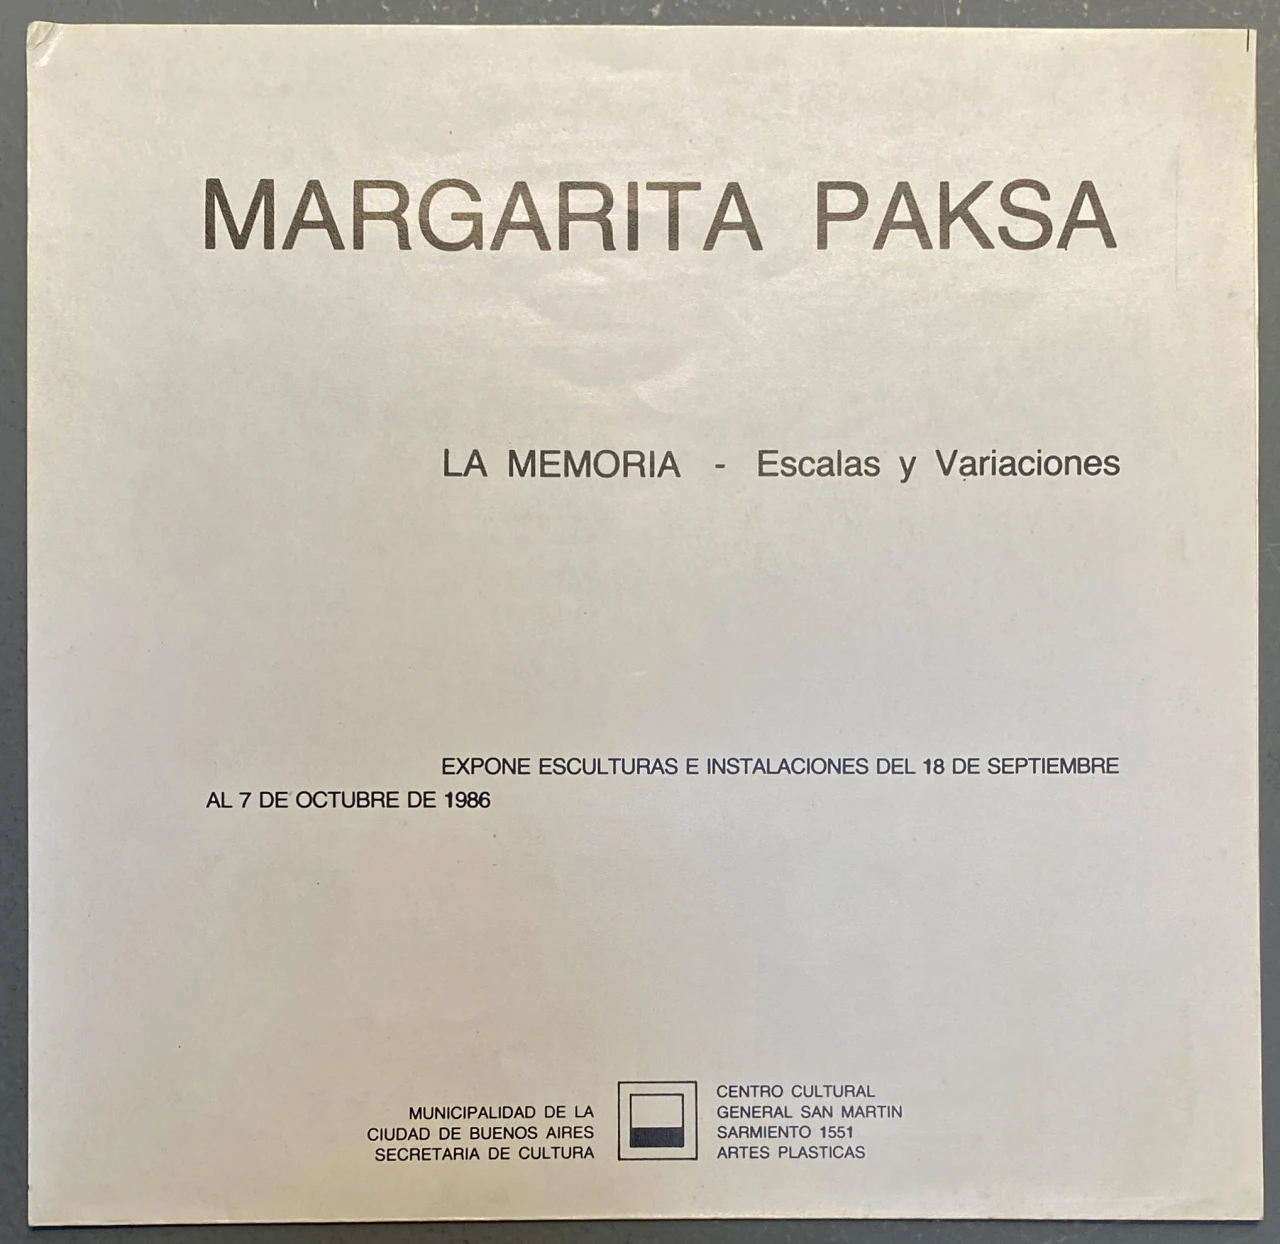 MARGARITA PAKSA
LA MEMORIA - Escalas y Variaciones
EXPONE ESCULTURAS E INSTALACIONES DEL 18 DE SEPTIEMBRE
AL 7 DE OCTUBRE DE 1986
MUNICIPALIDAD DE LA
CIUDAD DE BUENOS AIRES
SECRETARIA DE CULTURA
CENTRO CULTURAL
GENERAL SAN MARTIN
SARMIENTO 1551
ARTES PLASTICAS